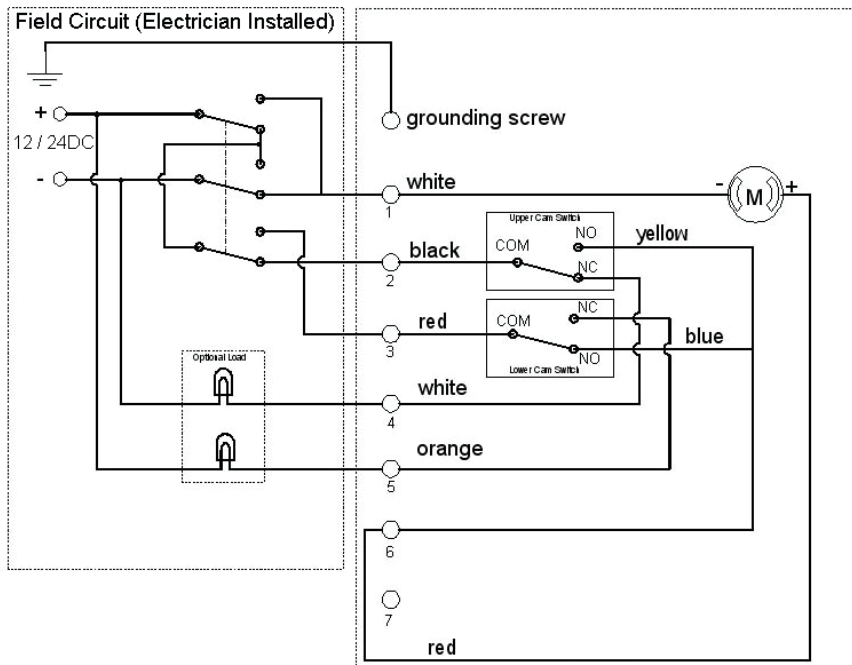 Field Circuit (Electrician Installed)
+
12 / 24DC
-
grounding screw
white
1
- M +
Upper Cam Switch
NO
yellow
COM
NC
black
2
NC
COM
red
3
blue
NO
Lower Cam Switch
Optional Load
white
4
orange
5
6
7
red